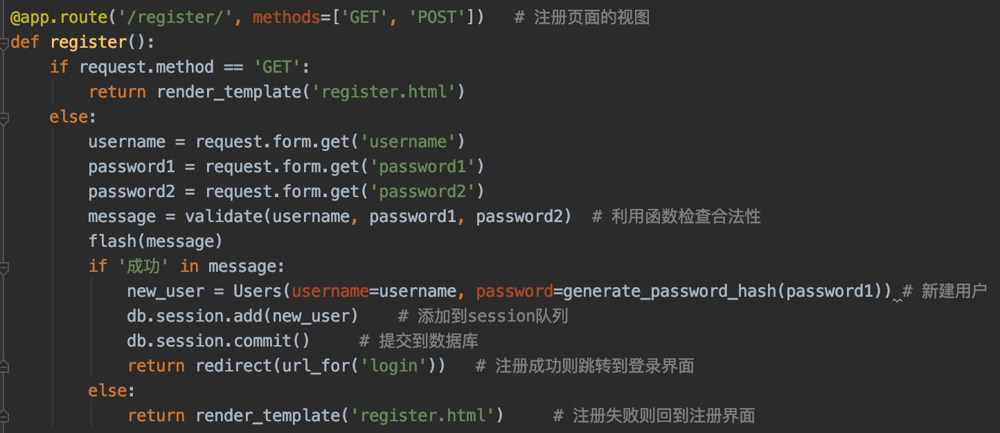 @app.route('/register/', methods=['GET', 'POST'])   # 注册页面的视图
def register():
    if request.method == 'GET':
        return render_template('register.html')
    else:
        username = request.form.get('username')
        password1 = request.form.get('password1')
        password2 = request.form.get('password2')
        message = validate(username, password1, password2)  # 利用函数检查合法性
        flash(message)
        if '成功' in message:
            new_user = Users(username=username, password=generate_password_hash(password1)) # 新建用户
            db.session.add(new_user)    # 添加到session队列
            db.session.commit()     # 提交到数据库
            return redirect(url_for('login'))   # 注册成功则跳转到登录界面
        else:
            return render_template('register.html')     # 注册失败则回到注册界面